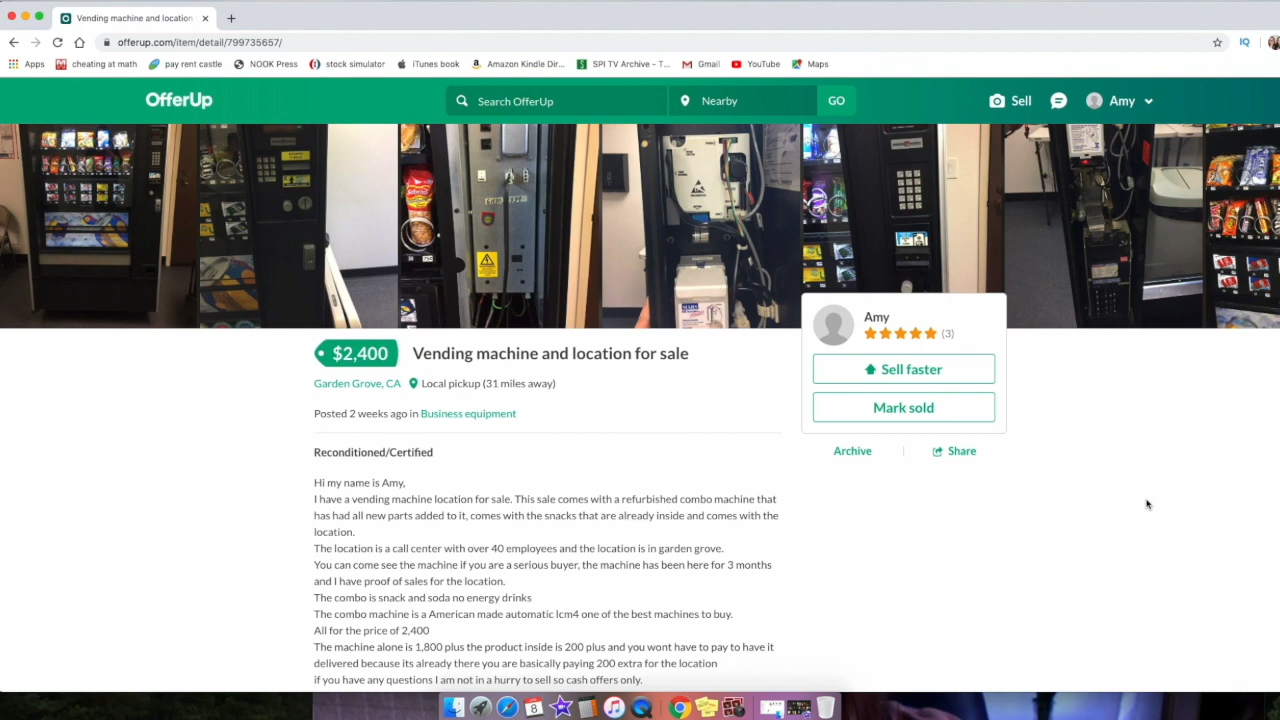 Vending machine and location
offerup.com/item/detail/799735657/
Apps
cheating at math
pay rent castle
NOOK Press
stock simulator
iTunes book
Amazon Kindle Dir...
SPI TV Archive - T...
Gmail
YouTube
Maps
OfferUp
Search OfferUp
Nearby
GO
Sell
Amy
$2,400
Vending machine and location for sale
Garden Grove, CA
Local pickup (31 miles away)
Posted 2 weeks ago in Business equipment
Amy
(3)
Sell faster
Mark sold
Archive
Share
Reconditioned/Certified
Hi my name is Amy,
I have a vending machine location for sale. This sale comes with a refurbished combo machine that
has had all new parts added to it, comes with the snacks that are already inside and comes with the
location.
The location is a call center with over 40 employees and the location is in garden grove.
You can come see the machine if you are a serious buyer, the machine has been here for 3 months
and I have proof of sales for the location.
The combo is snack and soda no energy drinks
The combo machine is a American made automatic lcm4 one of the best machines to buy.
All for the price of 2,400
The machine alone is 1,800 plus the product inside is 200 plus and you wont have to pay to have it
delivered because its already there you are basically paying 200 extra for the location
if you have any questions I am not in a hurry to sell so cash offers only.
8